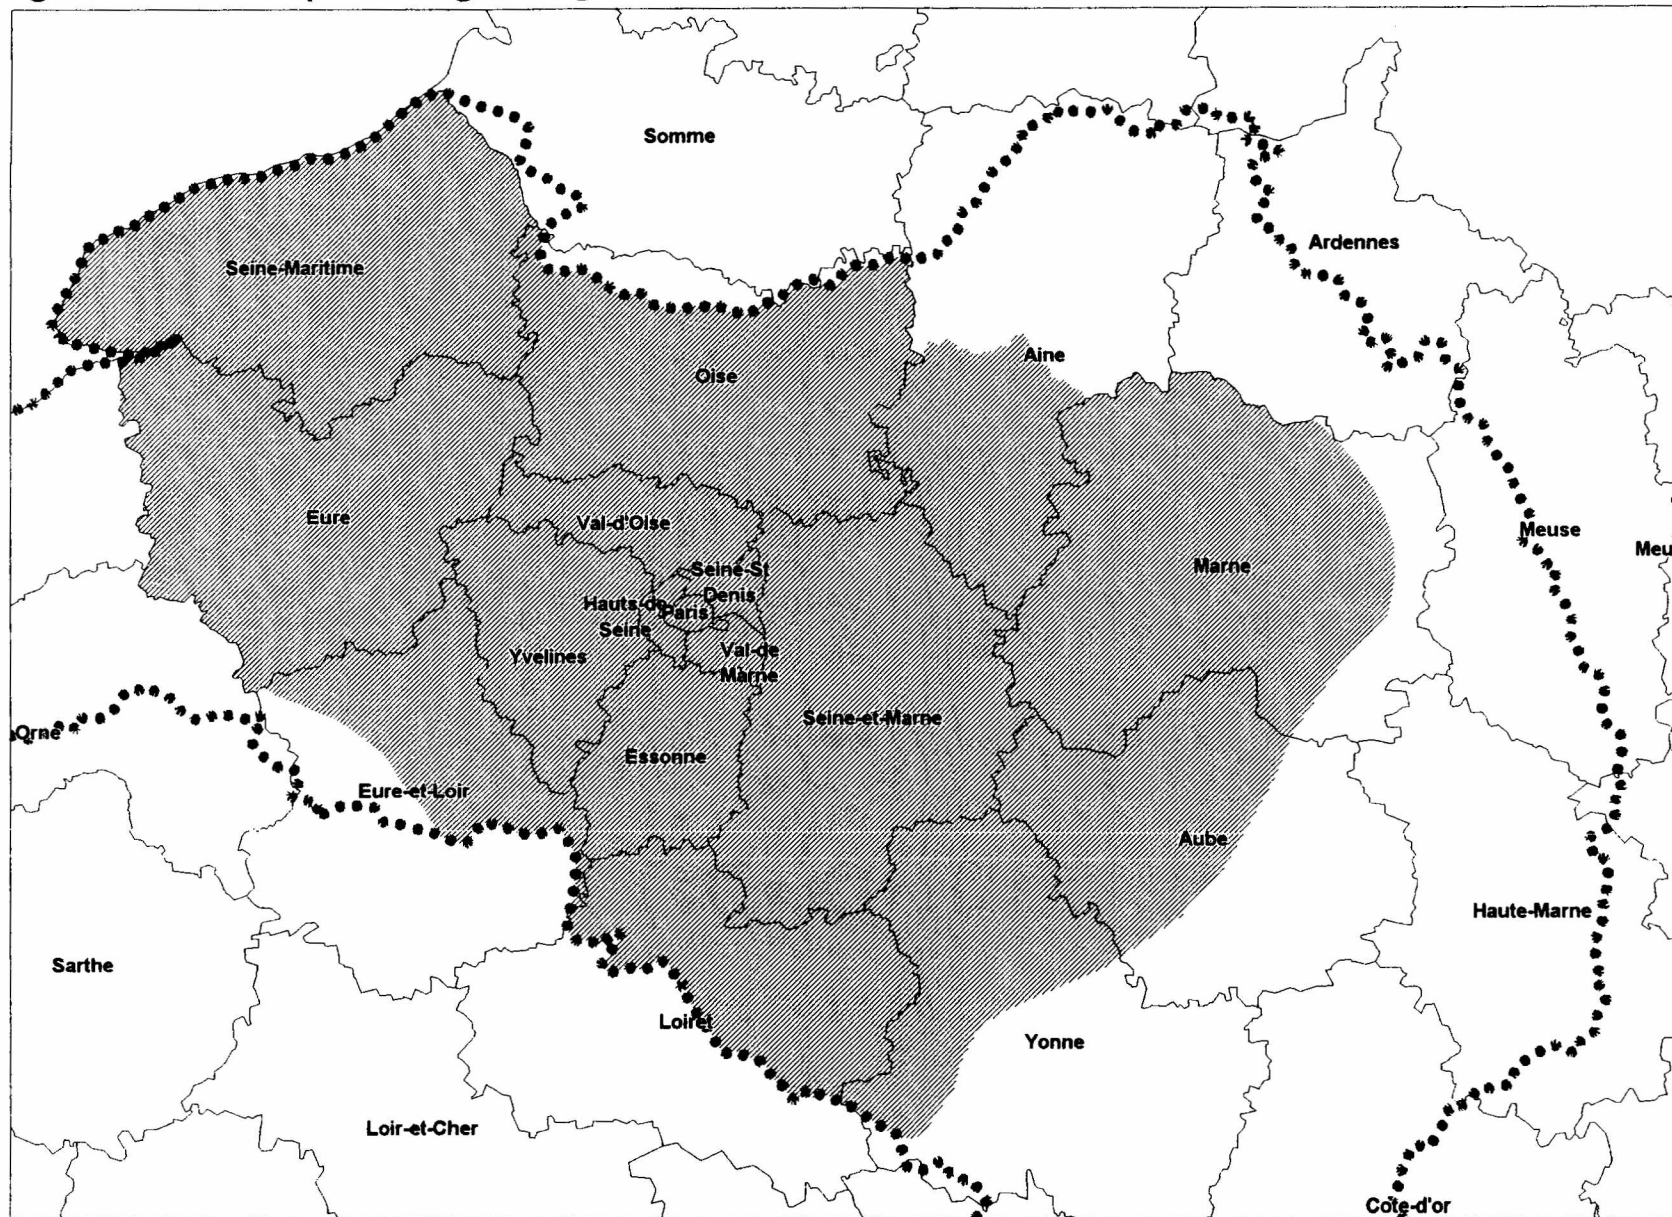 Somme
Ardennes
Seine-Maritime
Aine
Oise
Eure
Val-d'Oise
Meuse
Meu
Marne
Seine-St
Denis
Hauts-de
Seine
Paris
Yvelines
Val-de
Marne
Seine-et-Marne
Orne
Essonne
Eure-et-Loir
Aube
Haute-Marne
Sarthe
Loiret
Yonne
Loir-et-Cher
Cote-d'or